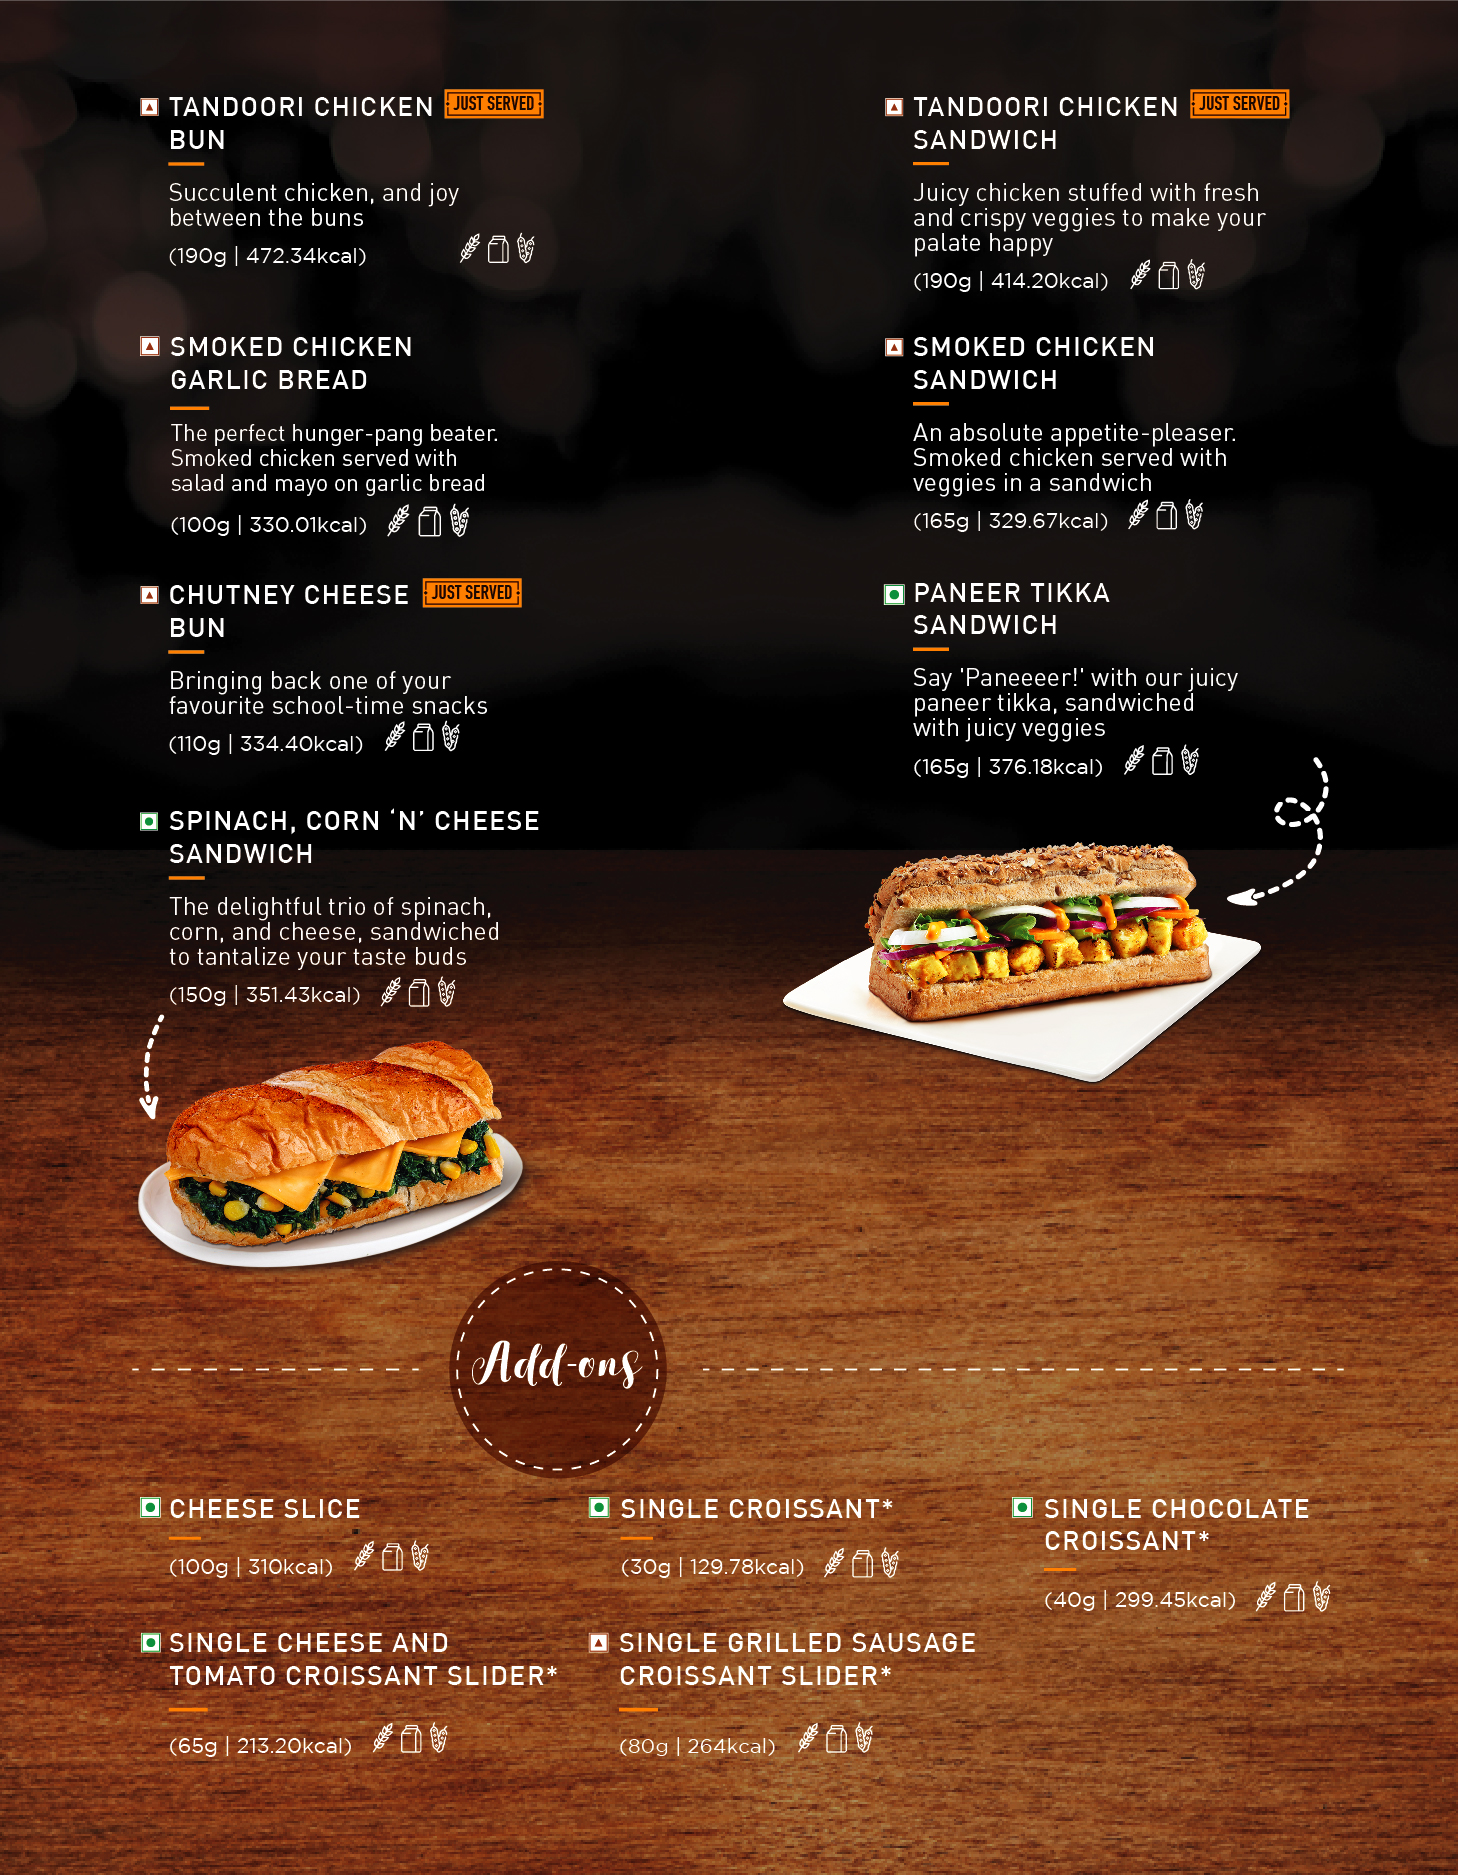 TANDOORI CHICKEN JUST SERVED
BUN
Succulent chicken, and joy
between the buns
(190g | 472.34kcal)
SMOKED CHICKEN
GARLIC BREAD
The perfect hunger-pang beater.
Smoked chicken served with
salad and mayo on garlic bread
(100g | 330.01kcal)
CHUTNEY CHEESE JUST SERVED
BUN
Bringing back one of your
favourite school-time snacks
(110g | 334.40kcal)
SPINACH, CORN ‘N’ CHEESE
SANDWICH
The delightful trio of spinach,
corn, and cheese, sandwiched
to tantalize your taste buds
(150g | 351.43kcal)
TANDOORI CHICKEN JUST SERVED
SANDWICH
Juicy chicken stuffed with fresh
and crispy veggies to make your
palate happy
(190g | 414.20kcal)
SMOKED CHICKEN
SANDWICH
An absolute appetite-pleaser.
Smoked chicken served with
veggies in a sandwich
(165g | 329.67kcal)
PANEER TIKKA
SANDWICH
Say 'Paneeeer!' with our juicy
paneer tikka, sandwiched
with juicy veggies
(165g | 376.18kcal)
Add-ons
CHEESE SLICE
(100g | 310kcal)
SINGLE CROISSANT*
(30g | 129.78kcal)
SINGLE CHOCOLATE
CROISSANT*
(40g | 299.45kcal)
SINGLE CHEESE AND
TOMATO CROISSANT SLIDER*
(65g | 213.20kcal)
SINGLE GRILLED SAUSAGE
CROISSANT SLIDER*
(80g | 264kcal)